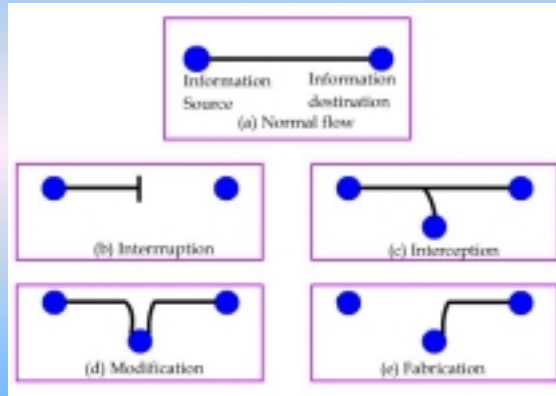 Information
Source
Information
destination
(a) Normal flow
(b) Interruption
(c) Interception
(d) Modification
(e) Fabrication